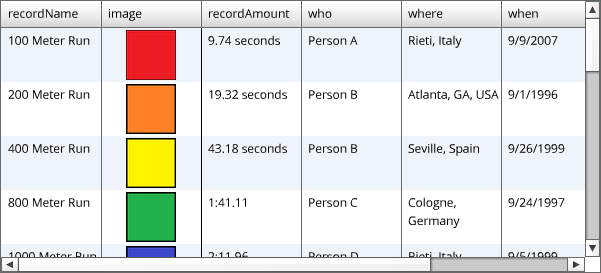 recordName image recordAmount who where when
100 Meter Run 9.74 seconds Person A Rieti, Italy 9/9/2007
200 Meter Run 19.32 seconds Person B Atlanta, GA, USA 9/1/1996
400 Meter Run 43.18 seconds Person B Seville, Spain 9/26/1999
800 Meter Run 1:41.11 Person C Cologne, 9/24/1997
Germany
1000 Meter Run 2:11.96 Person D Rieti, Italy 9/5/1999